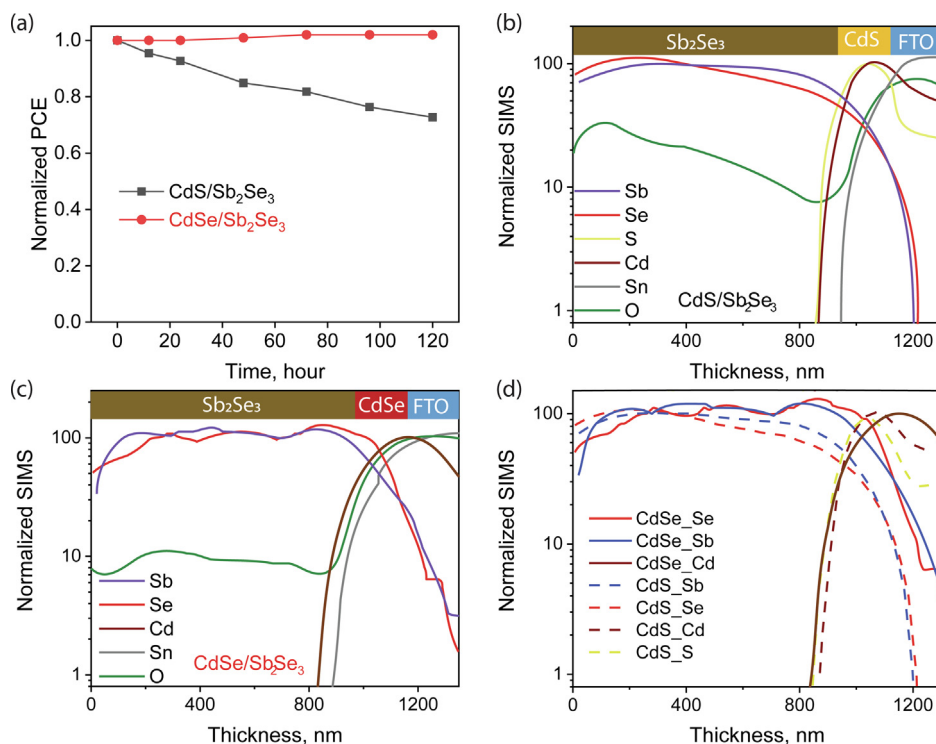 (a)
Normalized PCE
1.0
0.8
0.6
0.4
0.2
0.0
CdS/Sb₂Se₃
CdSe/Sb₂Se₃
0 20 40 60 80 100 120
Time, hour
(b)
Sb₂Se₃ CdS FTO
Normalized SIMS
100
10
1
Sb
Se
S
Cd
Sn
O
CdS/Sb₂Se₃
0 400 800 1200
Thickness, nm
(c)
Sb₂Se₃ CdSe FTO
Normalized SIMS
100
10
1
Sb
Se
Cd
Sn
O
CdSe/Sb₂Se₃
0 400 800 1200
Thickness, nm
(d)
Normalized SIMS
100
10
1
CdSe_Se
CdSe_Sb
CdSe_Cd
CdS_Sb
CdS_Se
CdS_Cd
CdS_S
0 400 800 1200
Thickness, nm